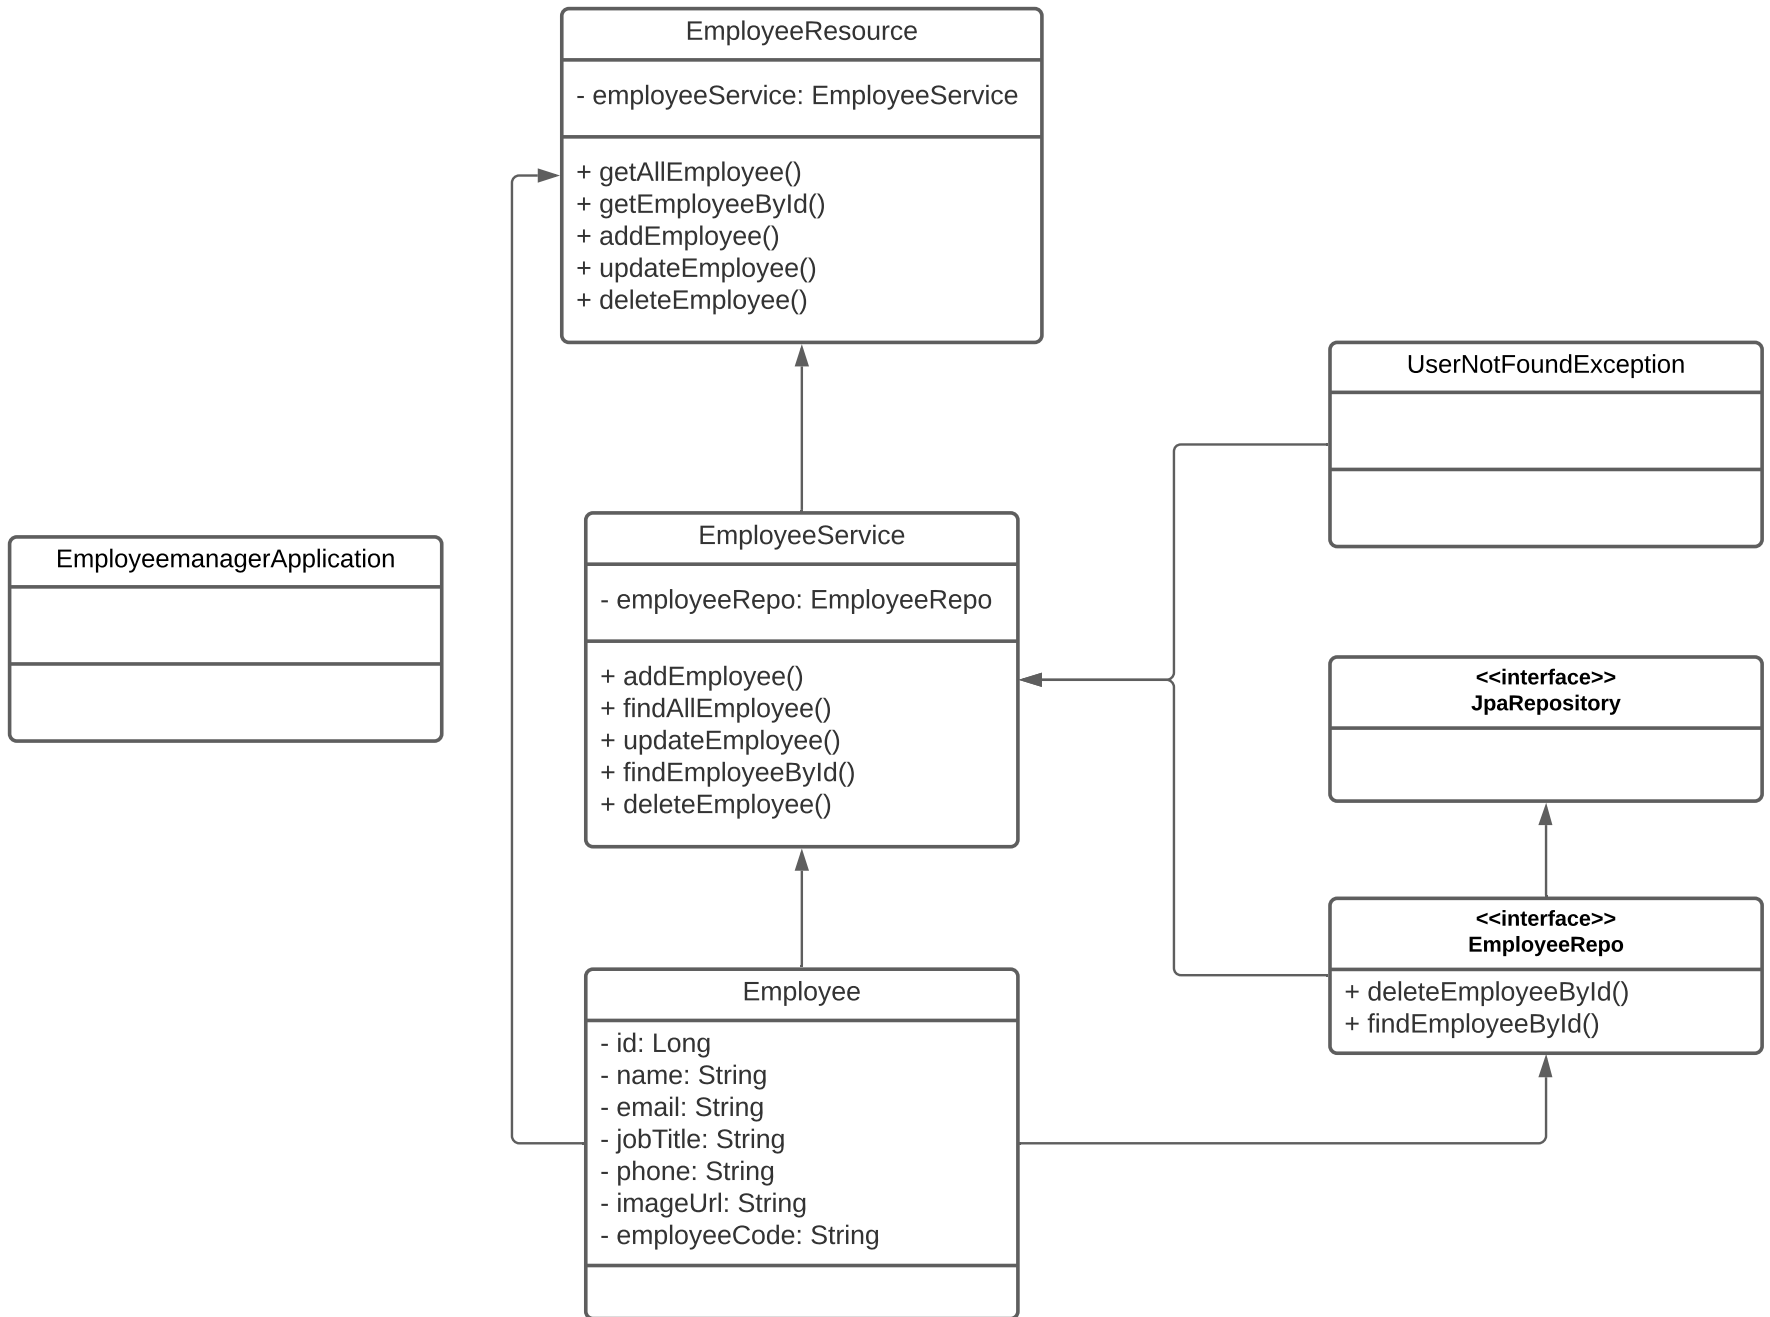 EmployeeResource
- employeeService: EmployeeService
+ getAllEmployee()
+ getEmployeeById()
+ addEmployee()
+ updateEmployee()
+ deleteEmployee()
UserNotFoundException
EmployeeService
- employeeRepo: EmployeeRepo
+ addEmployee()
+ findAllEmployee()
+ updateEmployee()
+ findEmployeeById()
+ deleteEmployee()
EmployeemanagerApplication
<<interface>>
JpaRepository
<<interface>>
EmployeeRepo
+ deleteEmployeeById()
+ findEmployeeById()
Employee
- id: Long
- name: String
- email: String
- jobTitle: String
- phone: String
- imageUrl: String
- employeeCode: String